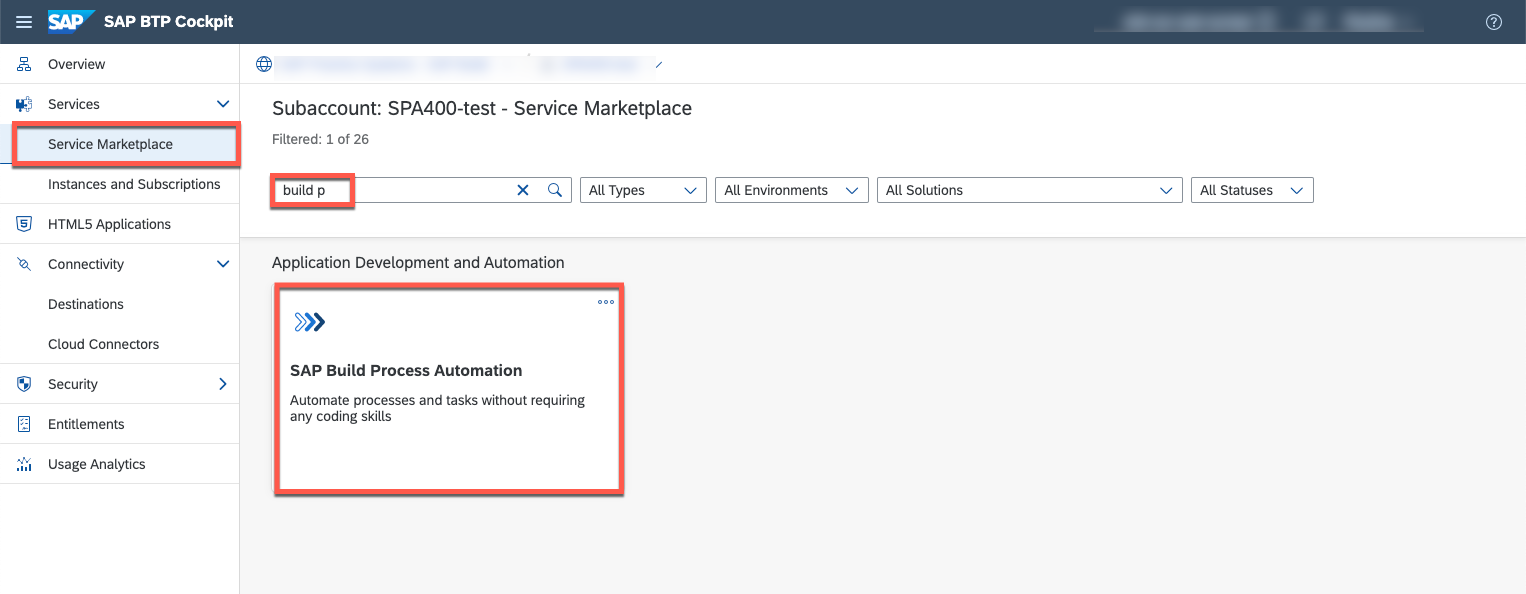 SAP SAP BTP Cockpit
Overview
Services
Service Marketplace
Instances and Subscriptions
HTML5 Applications
Connectivity
Destinations
Cloud Connectors
Security
Entitlements
Usage Analytics
Subaccount: SPA400-test - Service Marketplace
Filtered: 1 of 26
build p
All Types
All Environments
All Solutions
All Statuses
Application Development and Automation
SAP Build Process Automation
Automate processes and tasks without requiring
any coding skills